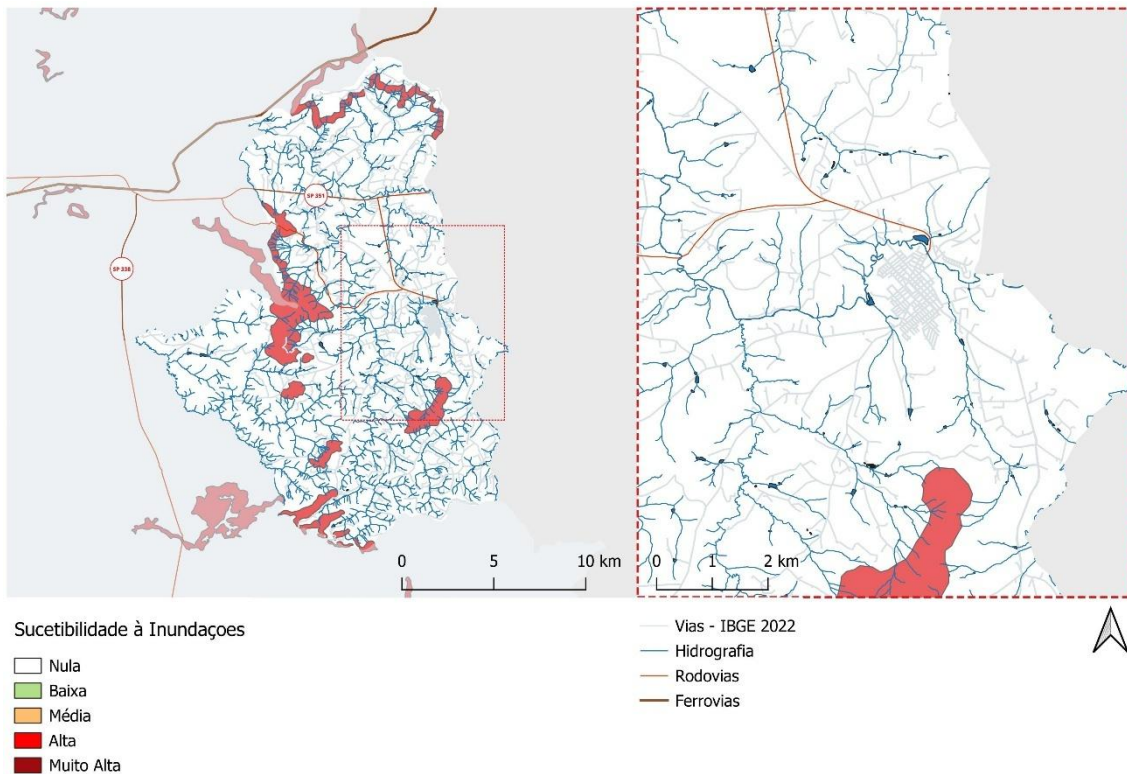 SP 351
SP 338
0 5 10 km
0 1 2 km
Sucetibilidade à Inundaçoes
Nula
Baixa
Média
Alta
Muito Alta
Vias - IBGE 2022
Hidrografia
Rodovias
Ferrovias